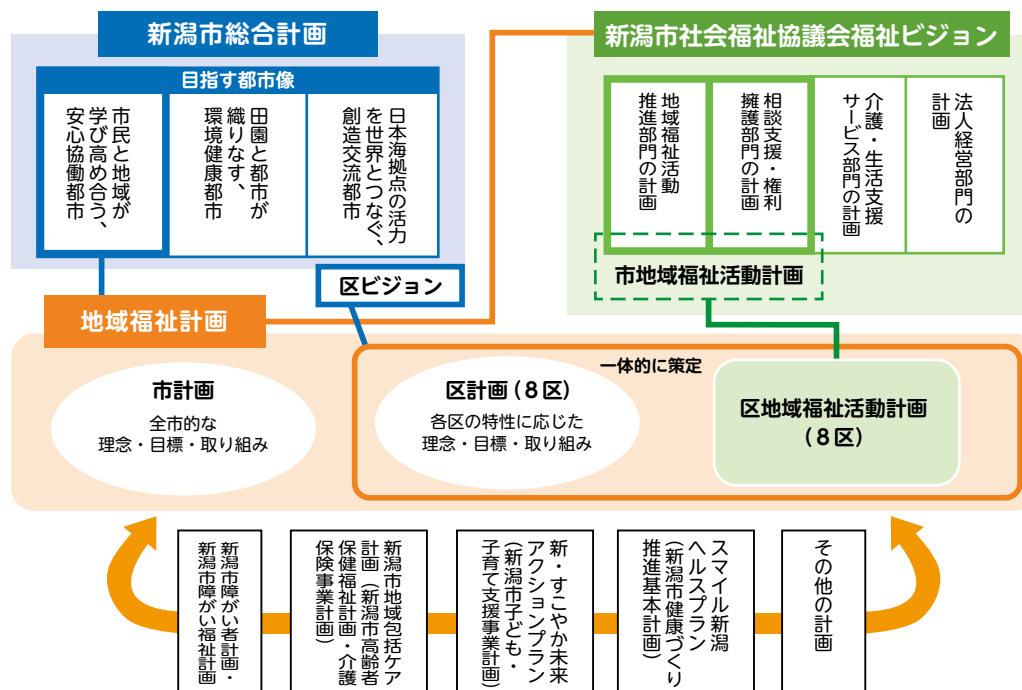 新潟市総合計画
目指す都市像
市民と地域が
学び高め合う、
安心協働都市
田園と都市が
織りなす、
環境健康都市
日本海拠点の活力
を世界とつなぐ、
創造交流都市
区ビジョン
新潟市社会福祉協議会福祉ビジョン
地域福祉活動
推進部門の計画
相談支援・権利
擁護部門の計画
介護・生活支援
サービス部門の計画
法人経営部門の
計画
市地域福祉活動計画
地域福祉計画
市計画
全市的な
理念・目標・取り組み
一体的に策定
区計画（8区）
各区の特性に応じた
理念・目標・取り組み
区地域福祉活動計画
（8区）
新潟市障がい者計画・
新潟市障がい福祉計画
新潟市地域包括ケア
計画（新潟市高齢者
保健福祉計画・介護
保険事業計画）
新・すこやか未来
アクションプラン
（新潟市子ども・
子育て支援事業計画）
スマイル新潟
ヘルスプラン
（新潟市健康づくり
推進基本計画）
その他の計画